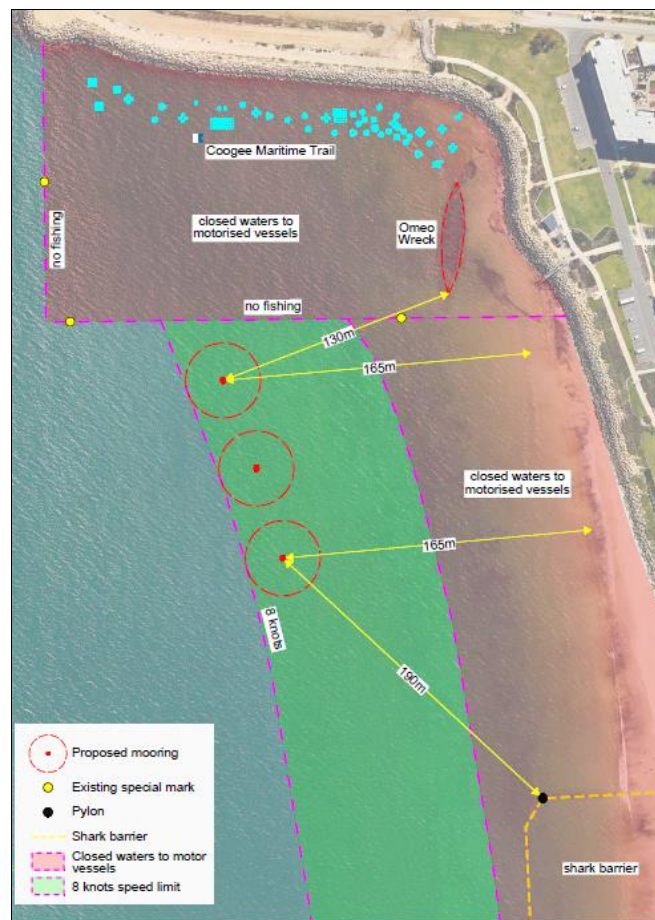 Coogee Maritime Trail
closed waters to
motorised vessels
Omeo
Wreck
no fishing
no fishing
130m
165m
closed waters to
motorised vessels
165m
8 knots
190m
shark barrier
Proposed mooring
Existing special mark
Pylon
Shark barrier
Closed waters to motor
vessels
8 knots speed limit